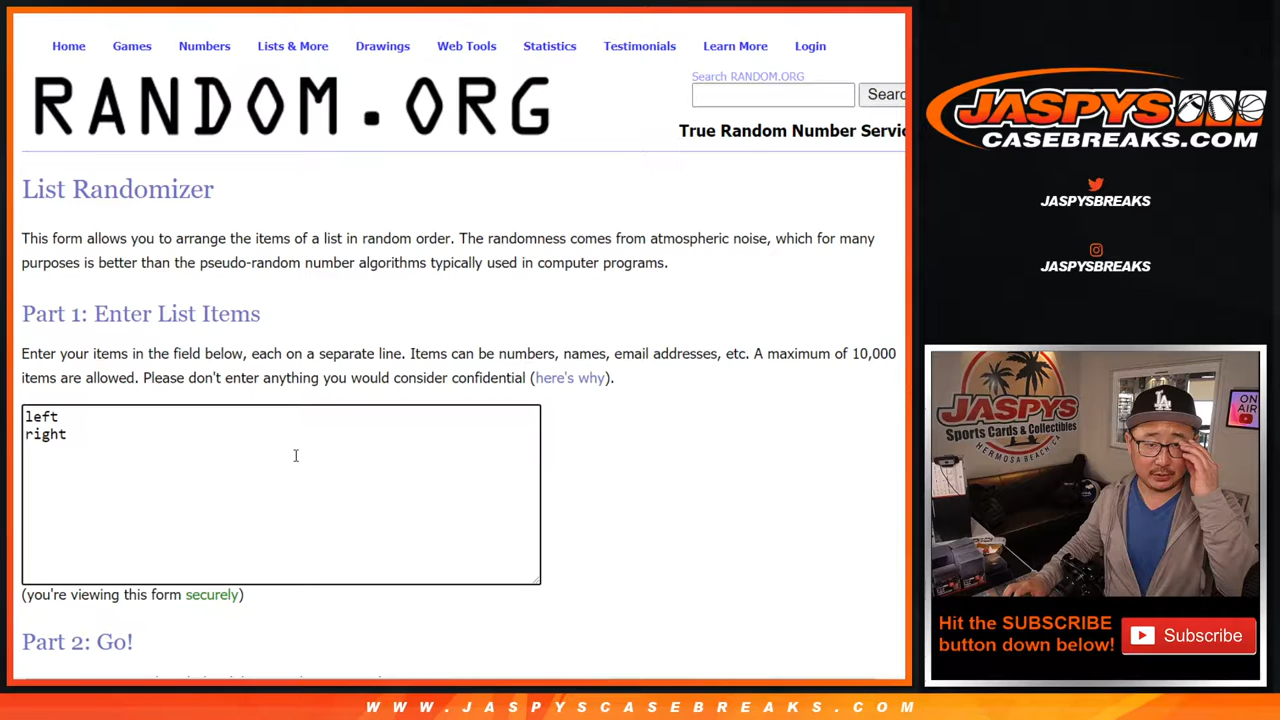 Home Games Numbers Lists & More Drawings Web Tools Statistics Testimonials Learn More Login
RANDOM.ORG
Search RANDOM.ORG
Searc
True Random Number Servic
List Randomizer
This form allows you to arrange the items of a list in random order. The randomness comes from atmospheric noise, which for many
purposes is better than the pseudo-random number algorithms typically used in computer programs.
Part 1: Enter List Items
Enter your items in the field below, each on a separate line. Items can be numbers, names, email addresses, etc. A maximum of 10,000
items are allowed. Please don't enter anything you would consider confidential (here's why).
left
right
(you're viewing this form securely)
Part 2: Go!
JASPYS
CASEBREAKS.COM
JASPYSBREAKS
JASPYSBREAKS
JASPYS
Sports Cards & Collectibles
HERMOSA BEACH CA
LA
ON
AIR
Hit the SUBSCRIBE
button down below!
Subscribe
WWW.JASPYSCASEBREAKS.COM